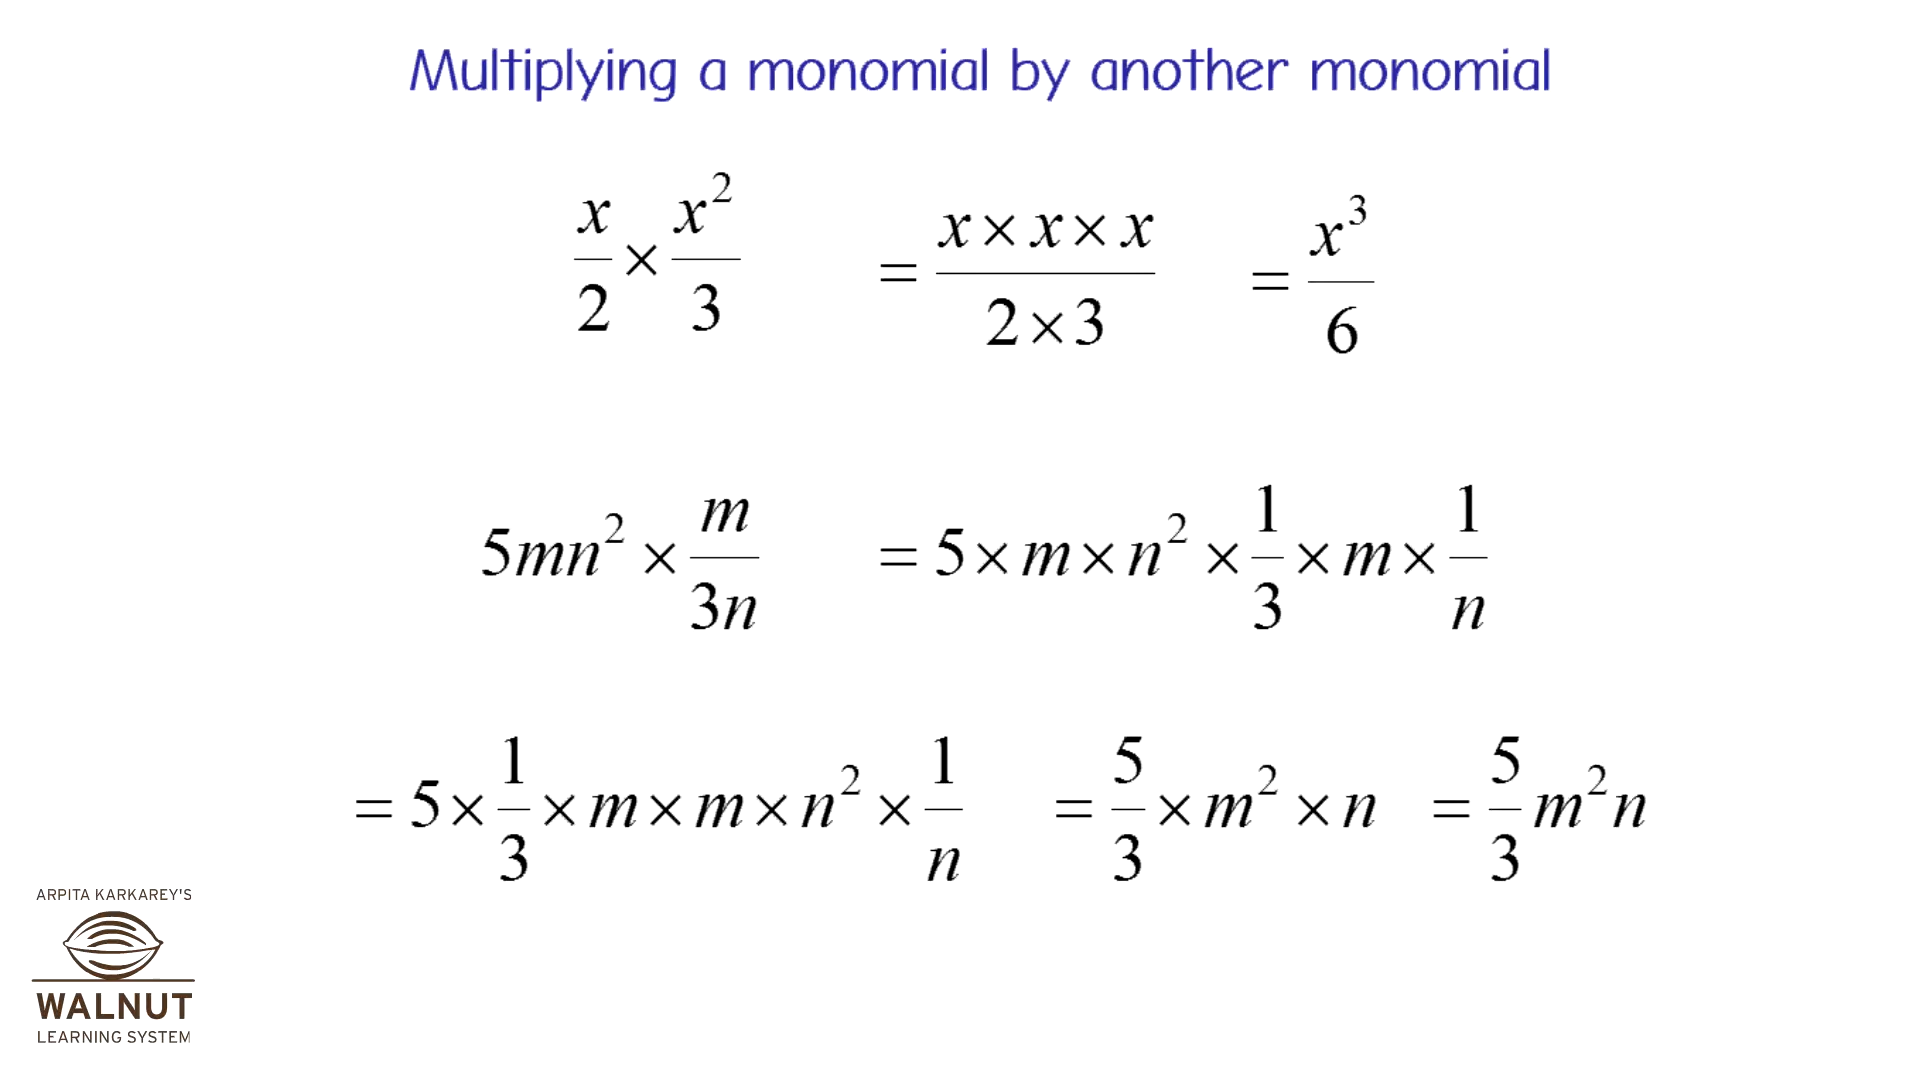 Multiplying a monomial by another monomial
x/2 × x²/3 = (x × x × x)/(2 × 3) = x³/6
5mn² × m/3n = 5 × m × n² × 1/3 × m × 1/n
= 5 × 1/3 × m × m × n² × 1/n = 5/3 × m² × n = 5/3 m²n
ARPITA KARKAREY'S
WALNUT
LEARNING SYSTEM